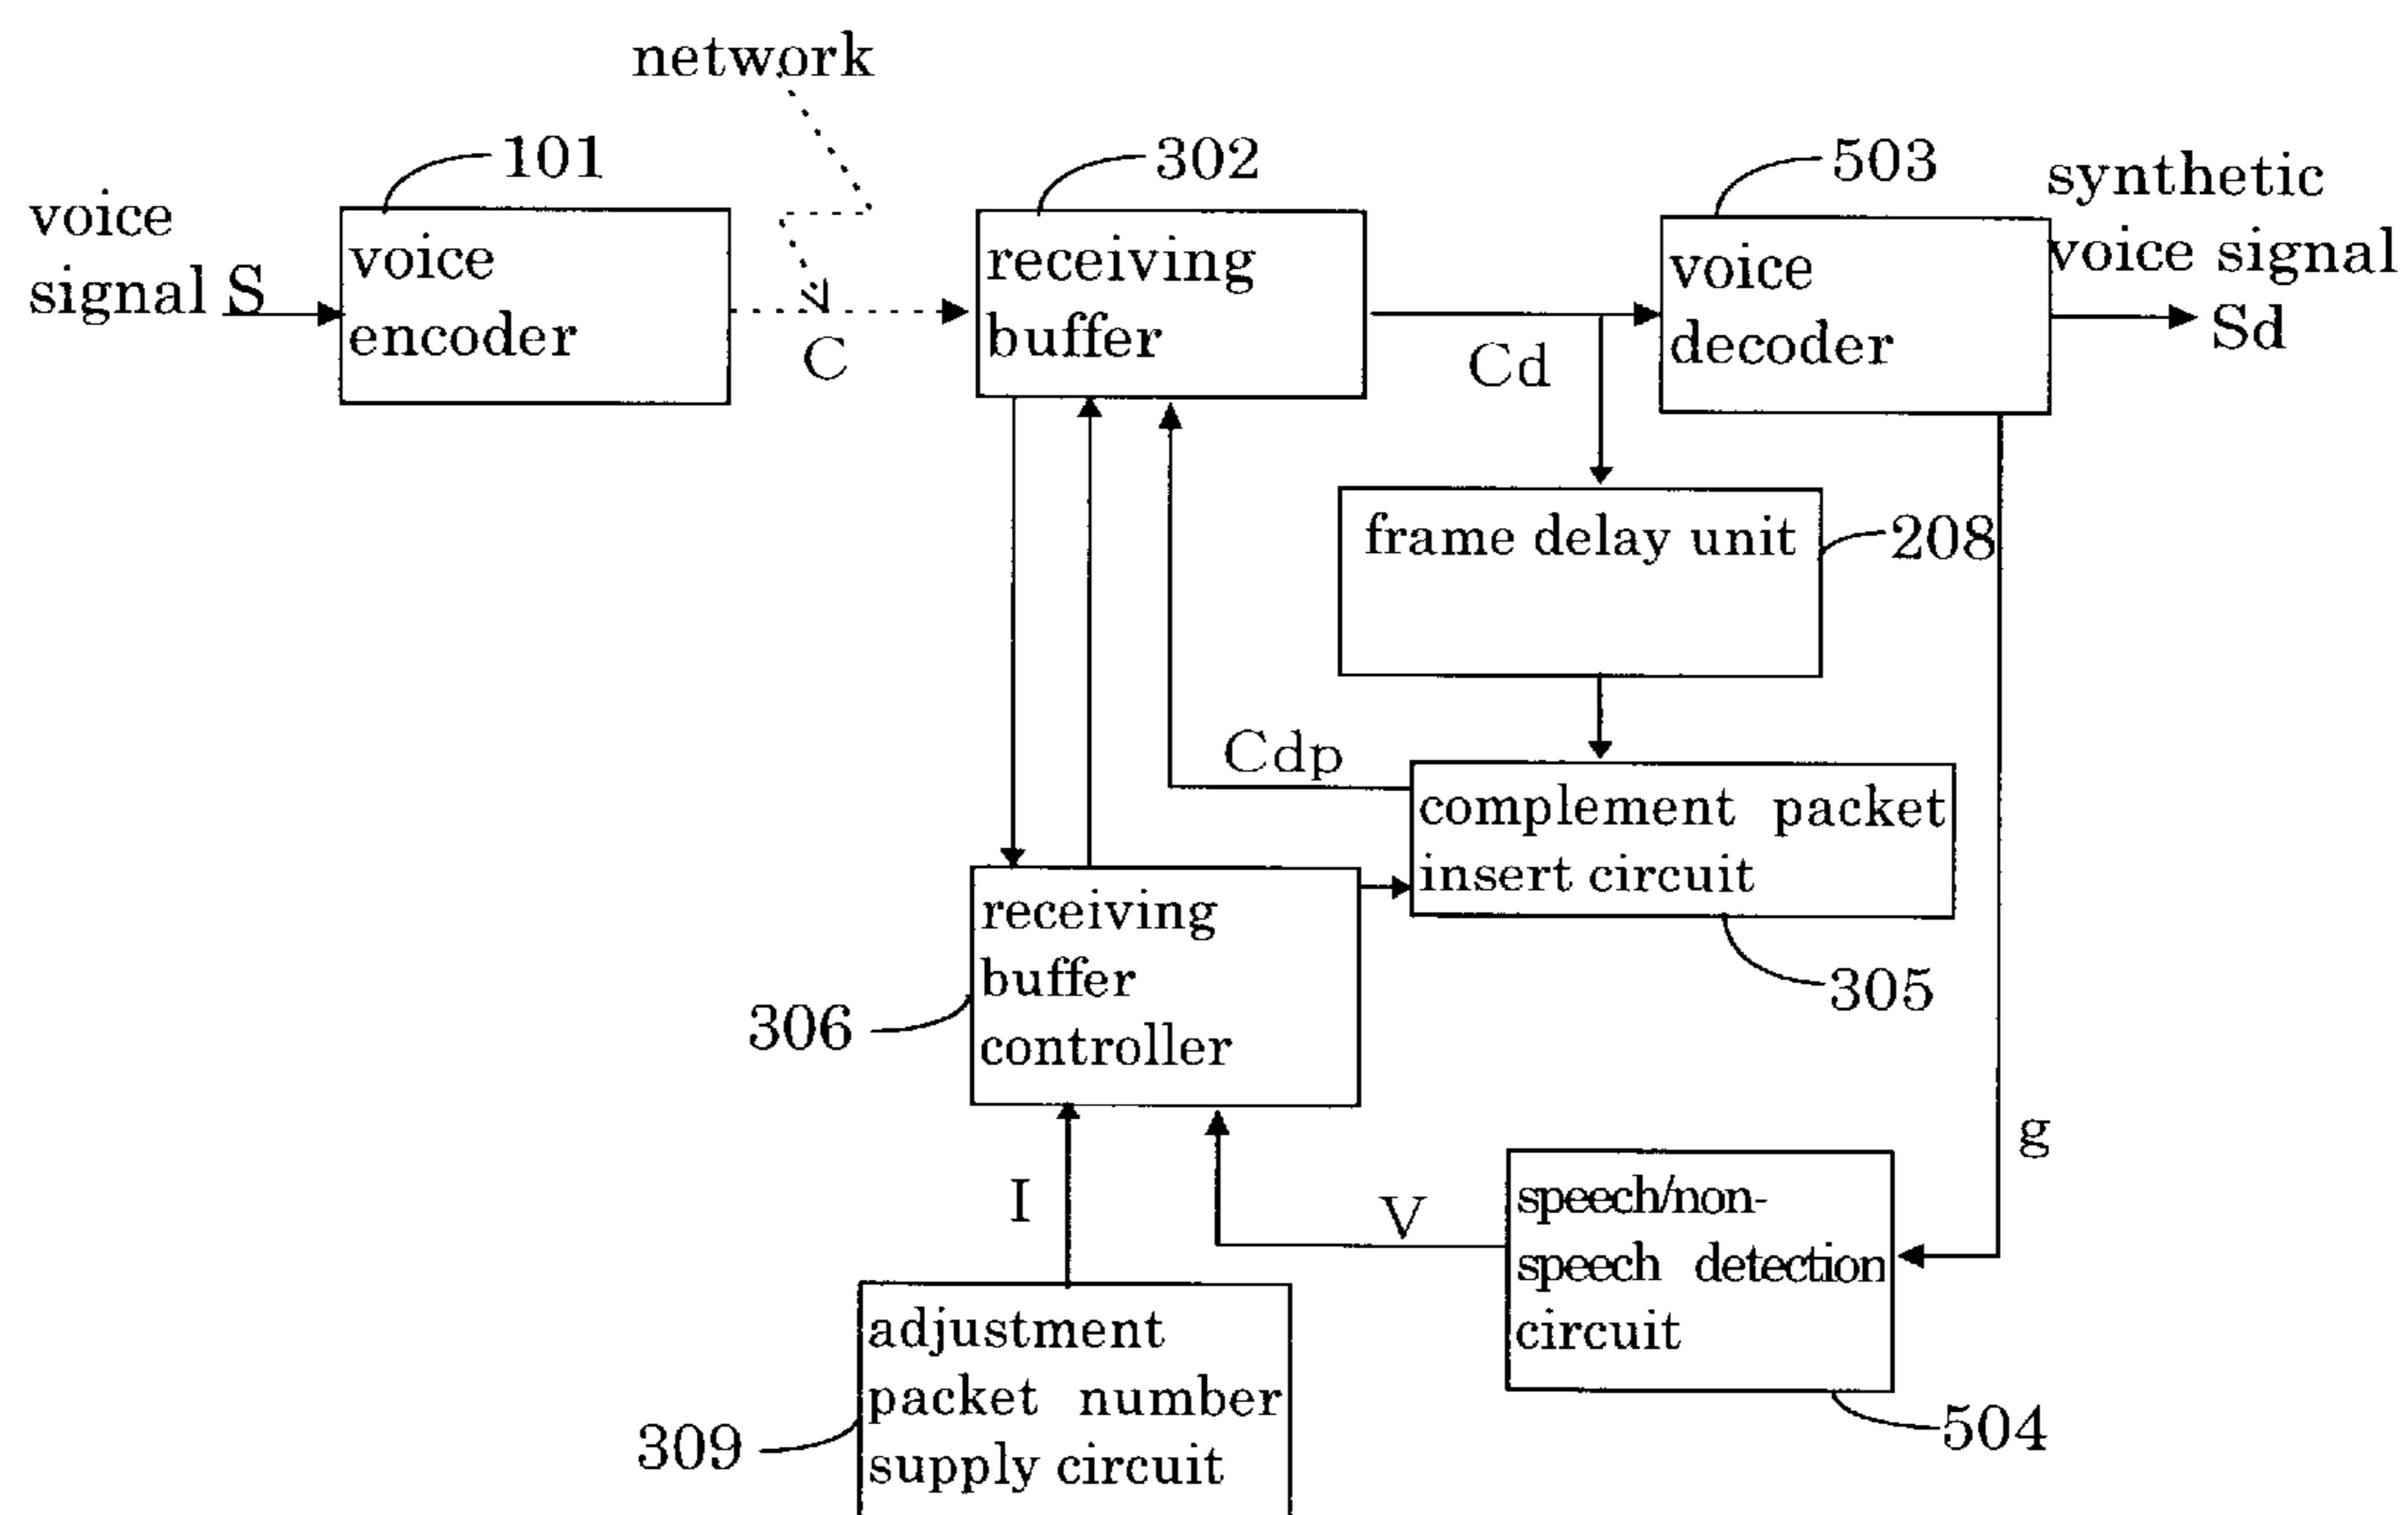 network
101
302
503
voice
signal S
voice
encoder
C
receiving
buffer
Cd
voice
decoder
synthetic
voice signal
Sd
frame delay unit
208
Cdp
complement packet
insert circuit
305
receiving
buffer
controller
306
g
I
V
speech/non-
speech detection
circuit
504
adjustment
packet number
supply circuit
309